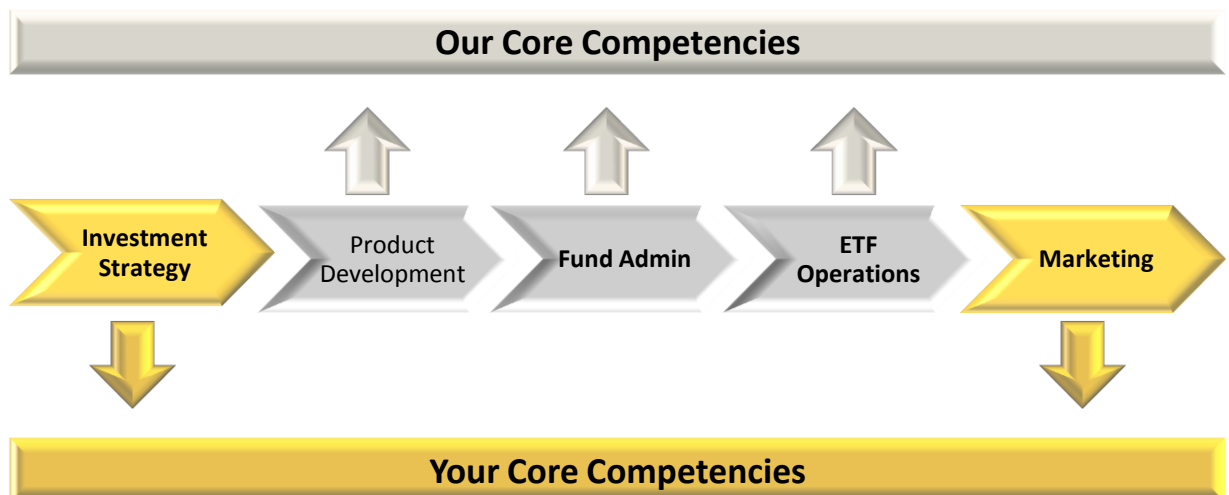 Our Core Competencies
Investment
Strategy
Product
Development
Fund Admin
ETF
Operations
Marketing
Your Core Competencies